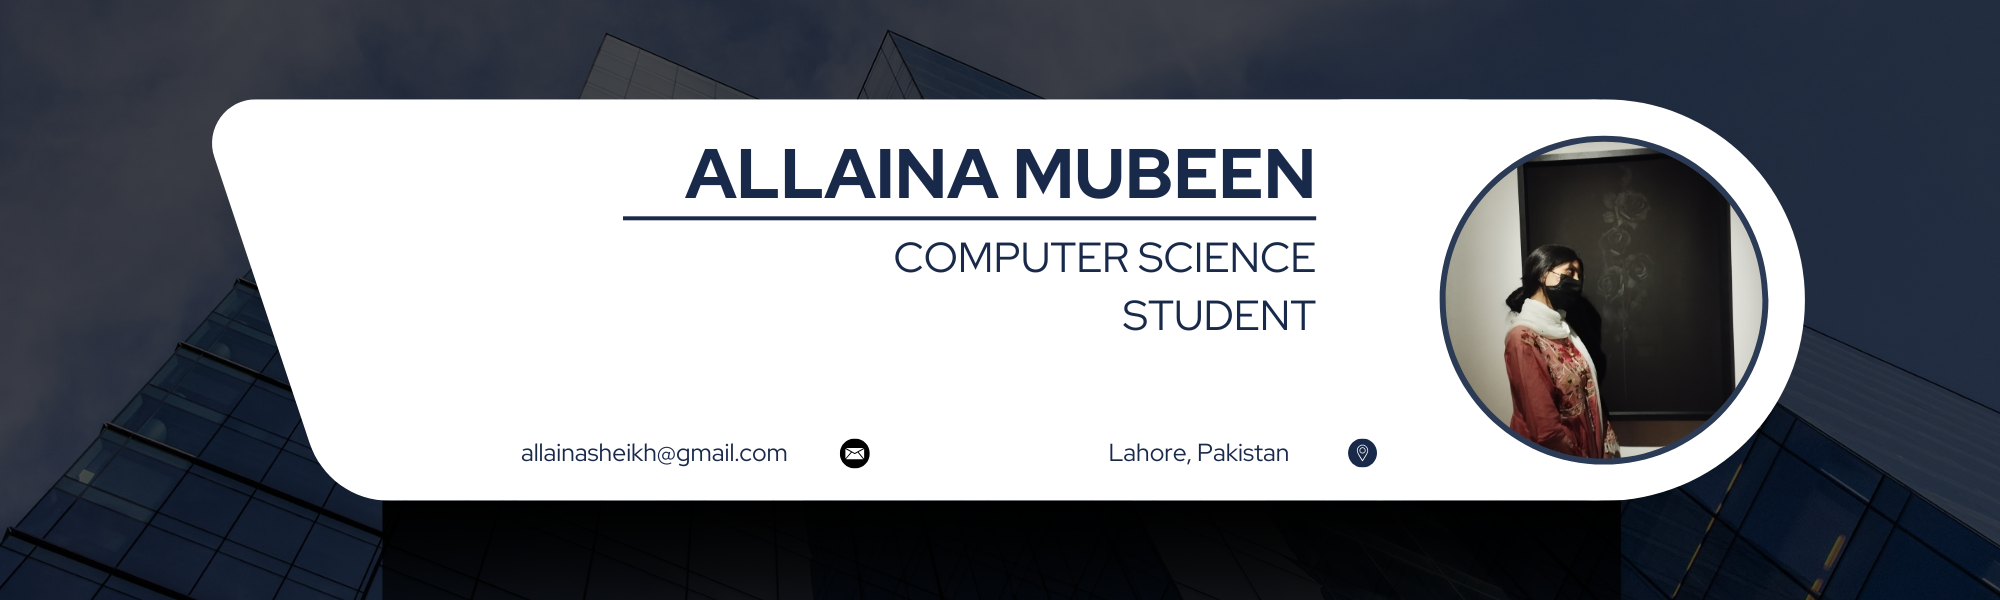 ALLAINA MUBEEN
COMPUTER SCIENCE
STUDENT
allainasheikh@gmail.com
Lahore, Pakistan